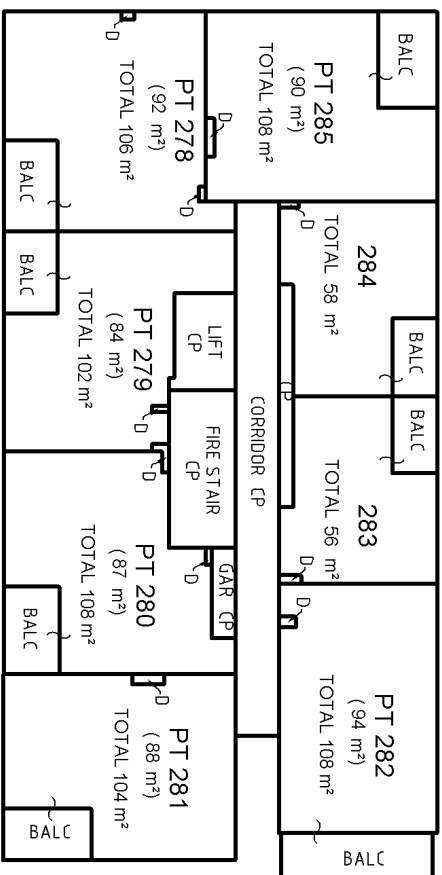 BALC
PT 285
(90 m²)
TOTAL 108 m²
D
D
PT 278
(92 m²)
TOTAL 106 m²
D
BALC
D
284
TOTAL 58 m²
BALC
BALC
PT 279
(84 m²)
TOTAL 102 m²
LIFT
CP
CP
CORRIDOR CP
BALC
D
D
FIRE STAIR
CP
283
TOTAL 56 m²
D
PT 280
(87 m²)
TOTAL 108 m²
BALC
D
GAR CP
D
PT 282
(94 m²)
TOTAL 108 m²
D
PT 281
(88 m²)
TOTAL 104 m²
BALC
BALC